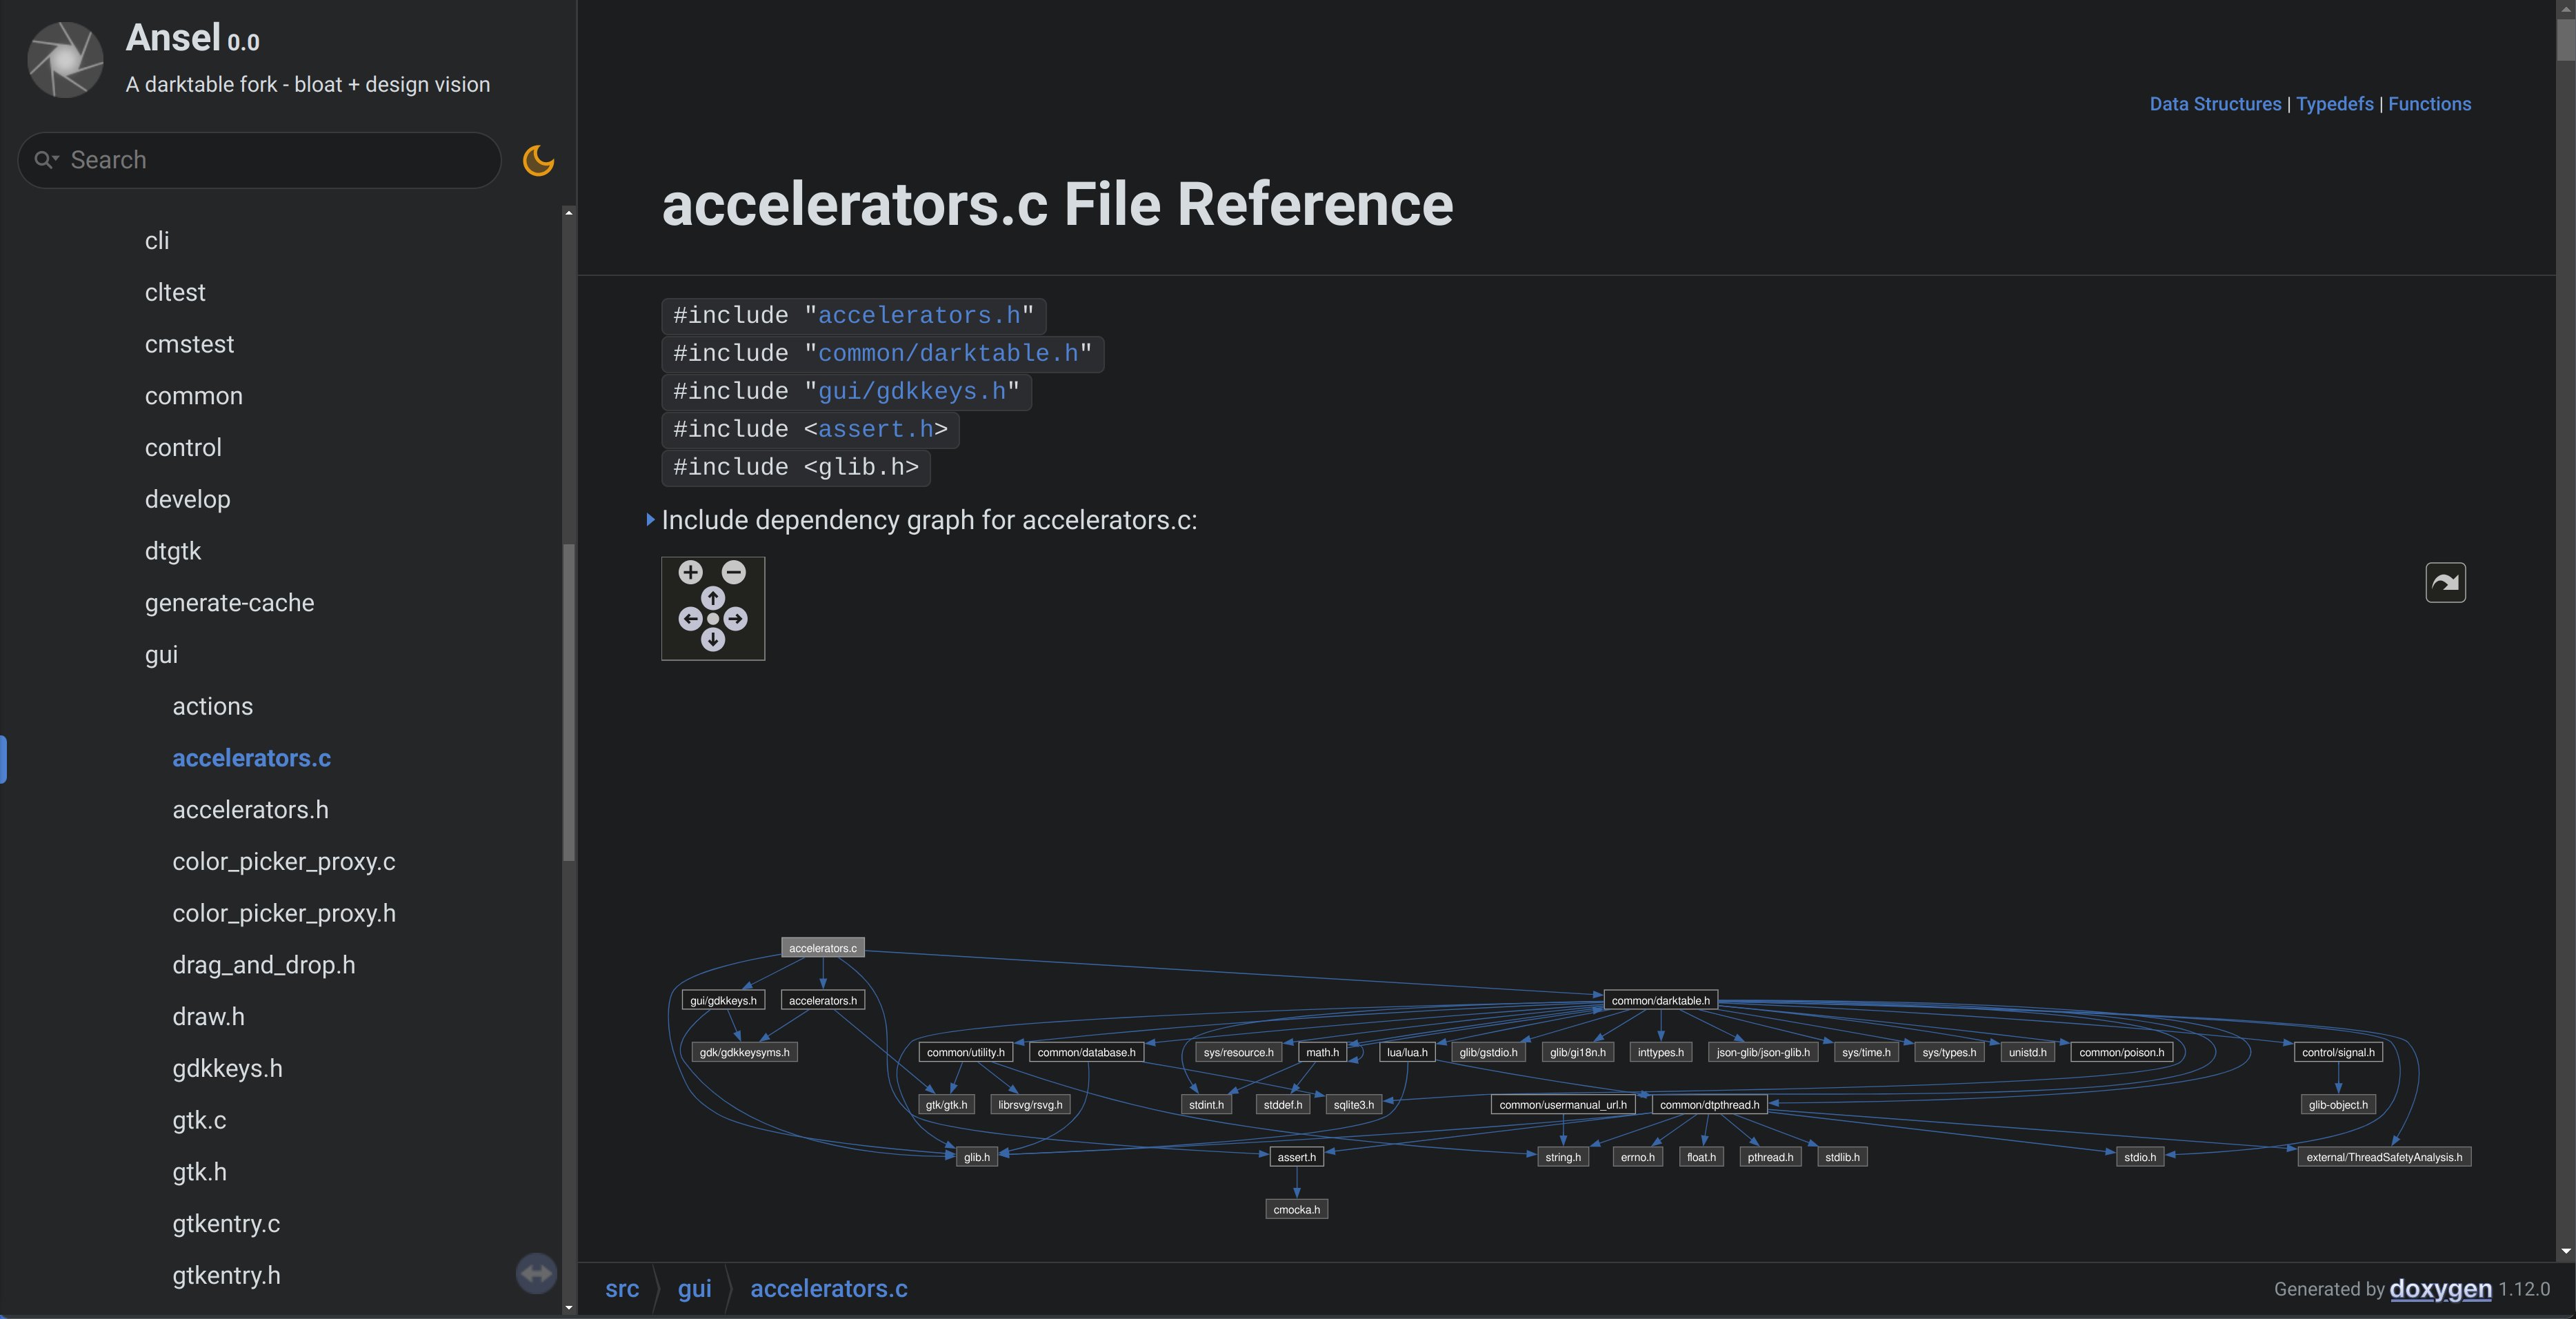 Ansel 0.0
A darktable fork - bloat + design vision
Search
cli
cltest
cmstest
common
control
develop
dtgtk
generate-cache
gui
actions
accelerators.c
accelerators.h
color_picker_proxy.c
color_picker_proxy.h
drag_and_drop.h
draw.h
gdkkeys.h
gtk.c
gtk.h
gtkentry.c
gtkentry.h
Data Structures | Typedefs | Functions
accelerators.c File Reference
#include "accelerators.h"
#include "common/darktable.h"
#include "gui/gdkkeys.h"
#include <assert.h>
#include <glib.h>
Include dependency graph for accelerators.c:
accelerators.c
gui/gdkkeys.h accelerators.h common/darktable.h
gdk/gdkkeysyms.h common/utility.h common/database.h sys/resource.h math.h lua/lua.h glib/gstdio.h glib/gi18n.h inttypes.h json-glib/json-glib.h sys/time.h sys/types.h unistd.h common/poison.h control/signal.h
gtk/gtk.h librsvg/rsvg.h stdint.h stddef.h sqlite3.h common/usermanual_url.h common/dtpthread.h glib-object.h
glib.h assert.h string.h errno.h float.h pthread.h stdlib.h stdio.h external/ThreadSafetyAnalysis.h
cmocka.h
src gui accelerators.c
Generated by doxygen 1.12.0